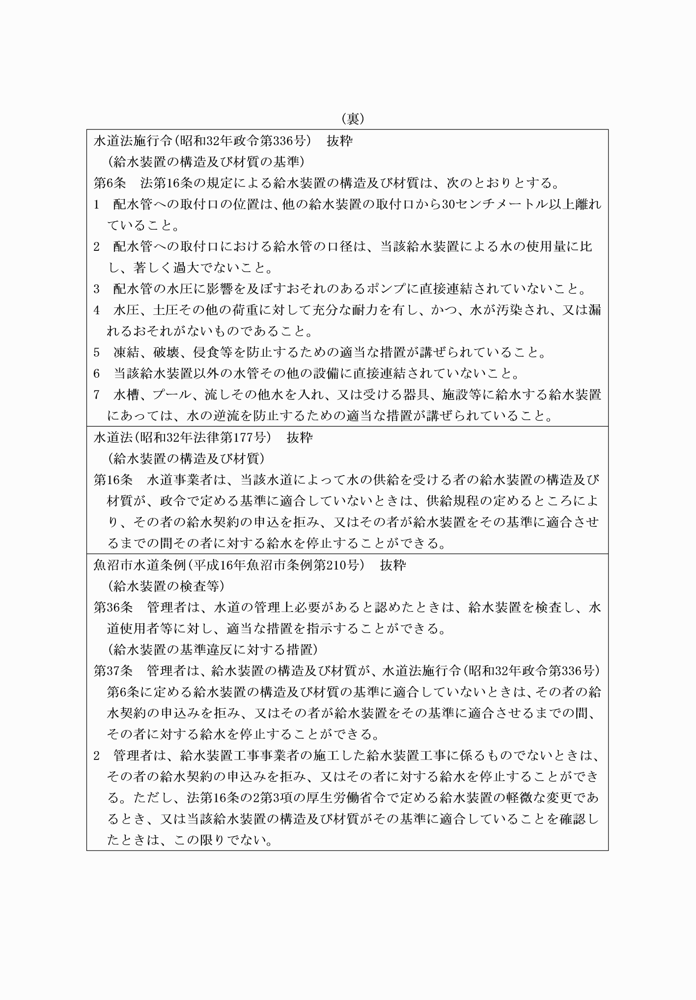 （裏）
水道法施行令（昭和32年政令第336号）　抜粋
（給水装置の構造及び材質の基準）
第6条　法第16条の規定による給水装置の構造及び材質は、次のとおりとする。
1　配水管への取付口の位置は、他の給水装置の取付口から30センチメートル以上離れ
ていること。
2　配水管への取付口における給水管の口径は、当該給水装置による水の使用量に比
し、著しく過大でないこと。
3　配水管の水圧に影響を及ぼすおそれのあるポンプに直接連結されていないこと。
4　水圧、土圧その他の荷重に対して充分な耐力を有し、かつ、水が汚染され、又は漏
れるおそれがないものであること。
5　凍結、破壊、侵食等を防止するための適当な措置が講ぜられていること。
6　当該給水装置以外の水管その他の設備に直接連結されていないこと。
7　水槽、プール、流しその他水を入れ、又は受ける器具、施設等に給水する給水装置
にあっては、水の逆流を防止するための適当な措置が講ぜられていること。
水道法（昭和32年法律第177号）　抜粋
（給水装置の構造及び材質）
第16条　水道事業者は、当該水道によって水の供給を受ける者の給水装置の構造及び
材質が、政令で定める基準に適合していないときは、供給規程の定めるところによ
り、その者の給水契約の申込を拒み、又はその者が給水装置をその基準に適合させ
るまでの間その者に対する給水を停止することができる。
魚沼市水道条例（平成16年魚沼市条例第210号）　抜粋
（給水装置の検査等）
第36条　管理者は、水道の管理上必要があると認めたときは、給水装置を検査し、水
道使用者等に対し、適当な措置を指示することができる。
（給水装置の基準違反に対する措置）
第37条　管理者は、給水装置の構造及び材質が、水道法施行令（昭和32年政令第336号）
第6条に定める給水装置の構造及び材質の基準に適合していないときは、その者の給
水契約の申込みを拒み、又はその者が給水装置をその基準に適合させるまでの間、
その者に対する給水を停止することができる。
2　管理者は、給水装置工事事業者の施工した給水装置工事に係るものでないときは、
その者の給水契約の申込みを拒み、又はその者に対する給水を停止することができ
る。ただし、法第16条の2第3項の厚生労働省令で定める給水装置の軽微な変更であ
るとき、又は当該給水装置の構造及び材質がその基準に適合していることを確認し
たときは、この限りでない。